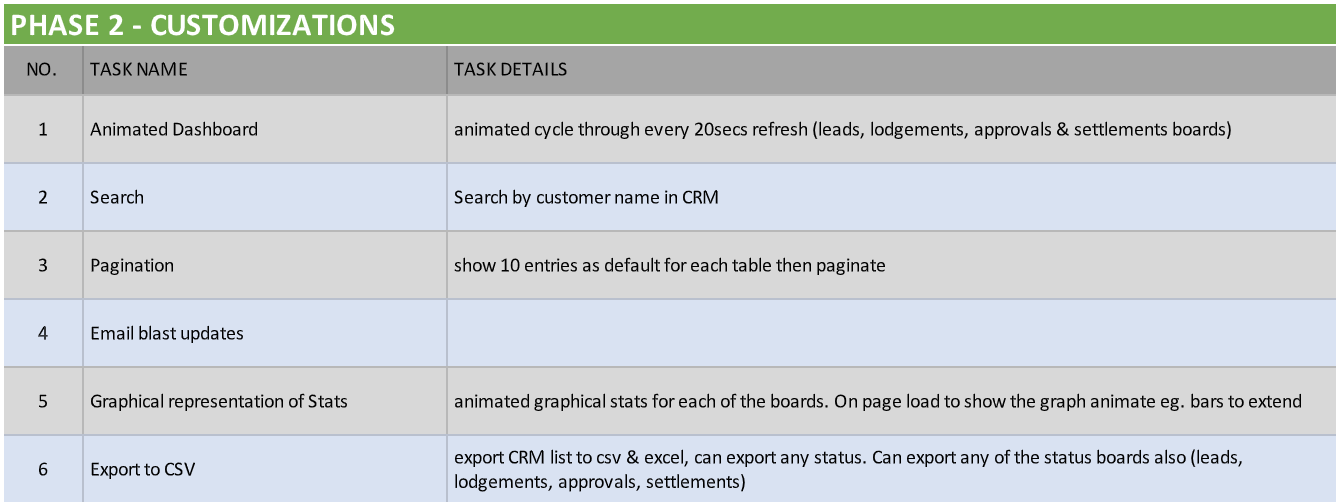 PHASE 2 - CUSTOMIZATIONS
NO. TASK NAME TASK DETAILS
1 Animated Dashboard animated cycle through every 20secs refresh (leads, lodgements, approvals & settlements boards)
2 Search Search by customer name in CRM
3 Pagination show 10 entries as default for each table then paginate
4 Email blast updates
5 Graphical representation of Stats animated graphical stats for each of the boards. On page load to show the graph animate eg. bars to extend
6 Export to CSV export CRM list to csv & excel, can export any status. Can export any of the status boards also (leads,
lodgements, approvals, settlements)